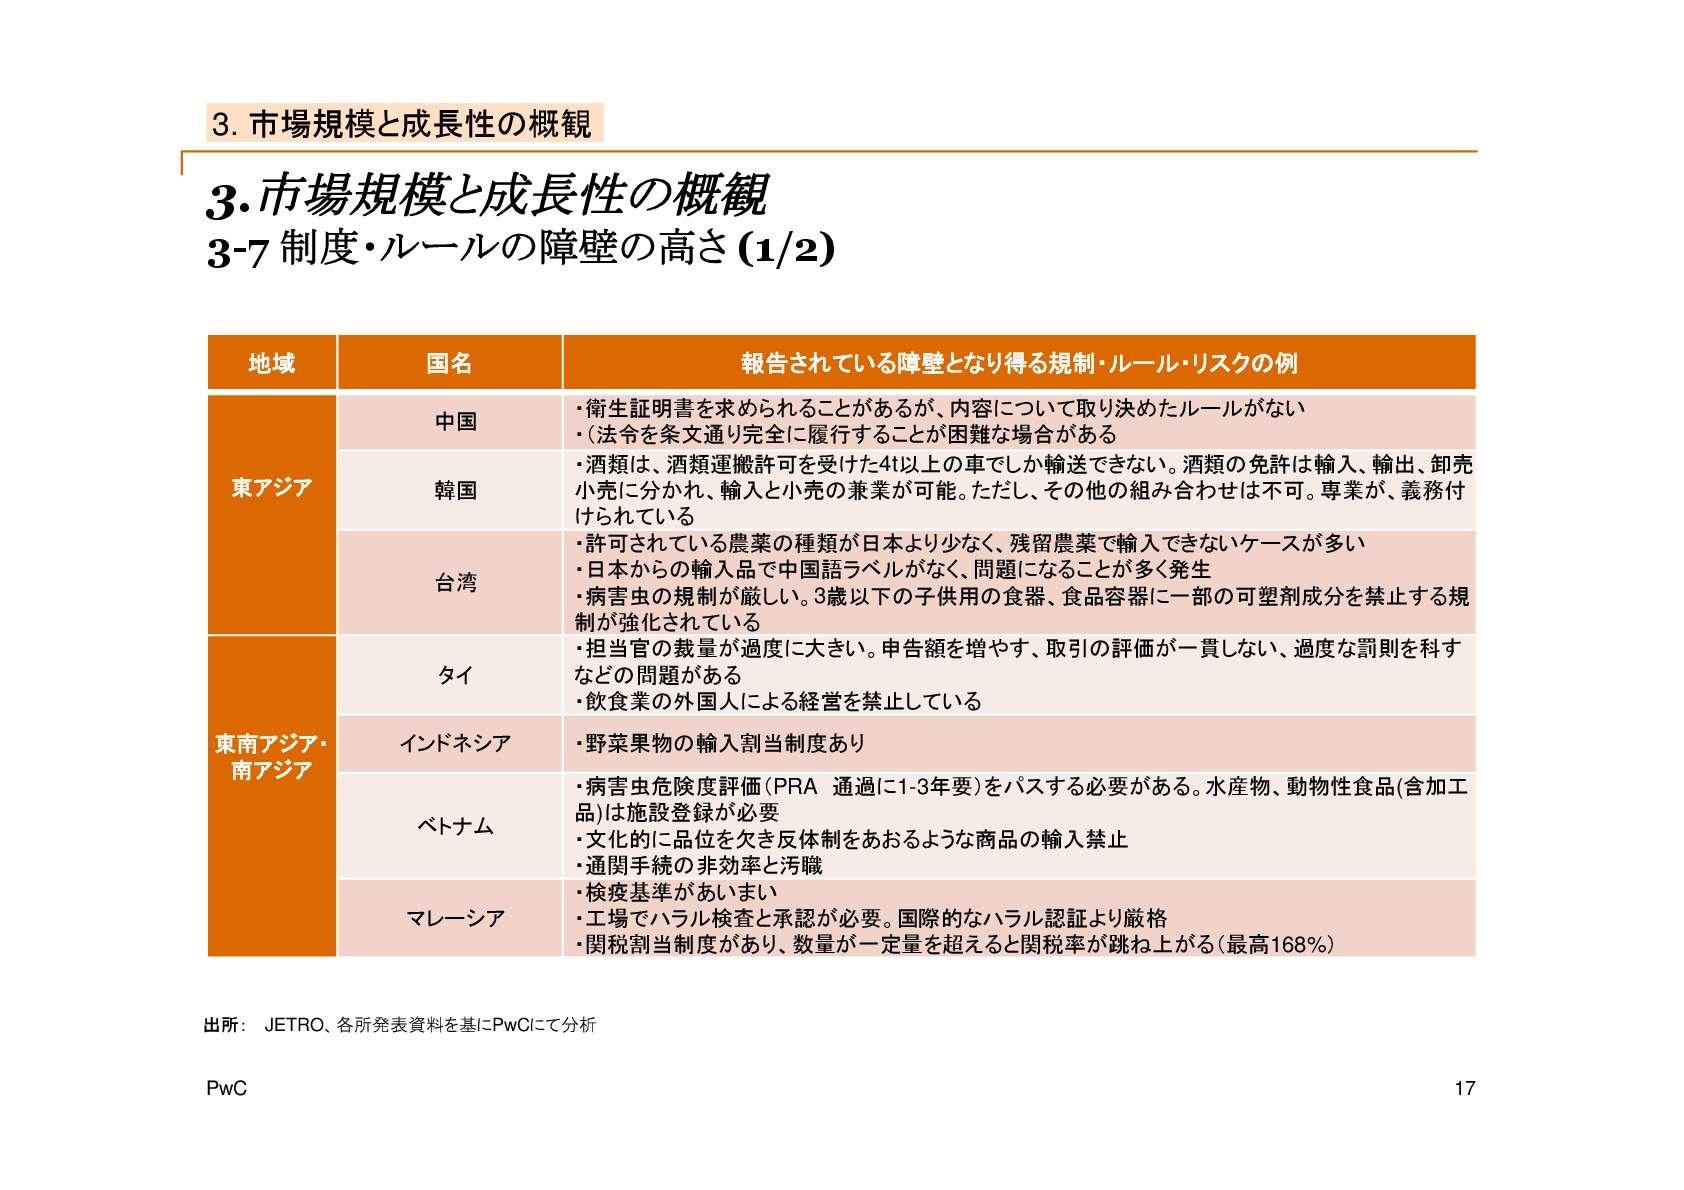 3. 市場規模と成長性の概観
3.市場規模と成長性の概観
3-7 制度・ルールの障壁の高さ (1/2)
地域
国名
報告されている障壁となり得る規制・ルール・リスクの例
東アジア
中国
・衛生証明書を求められることがあるが、内容について取り決めたルールがない
・（法令を条文通り完全に履行することが困難な場合がある
韓国
・酒類は、酒類運搬許可を受けた4t以上の車でしか輸送できない。酒類の免許は輸入、輸出、卸売
小売に分かれ、輸入と小売の兼業が可能。ただし、その他の組み合わせは不可。専業が、義務付
けられている
台湾
・許可されている農薬の種類が日本より少なく、残留農薬で輸入できないケースが多い
・日本からの輸入品で中国語ラベルがなく、問題になることが多く発生
・病害虫の規制が厳しい。3歳以下の子供用の食器、食品容器に一部の可塑剤成分を禁止する規
制が強化されている
東南アジア・
南アジア
タイ
・担当官の裁量が過度に大きい。申告額を増やす、取引の評価が一貫しない、過度な罰則を科す
などの問題がある
・飲食業の外国人による経営を禁止している
インドネシア
・野菜果物の輸入割当制度あり
ベトナム
・病害虫危険度評価（PRA 通過に1-3年要）をパスする必要がある。水産物、動物性食品(含加工
品)は施設登録が必要
・文化的に品位を欠き反体制をあおるような商品の輸入禁止
・通関手続の非効率と汚職
マレーシア
・検疫基準があいまい
・工場でハラル検査と承認が必要。国際的なハラル認証より厳格
・関税割当制度があり、数量が一定量を超えると関税率が跳ね上がる（最高168%）
出所： JETRO、各所発表資料を基にPwCにて分析
PwC
17